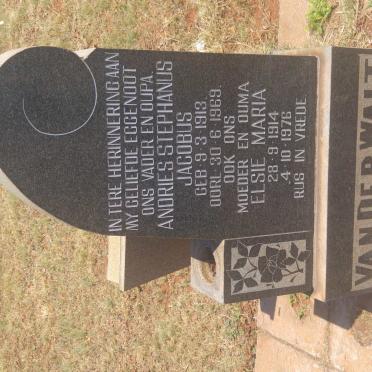 IN TERE HERINNERING AAN
MY GELIEFDE EGGENOOT
ONS VADER EN OUPA.
ANDRIES STEPHANUS
JACOBUS
GEB 9·3·1913.
OORL 30·6·1969.
OOK ONS
MOEDER EN OUMA
ELSIE MARIA
28·9·1914
4·10·1976
RUS IN VREDE
VAN DER WALT